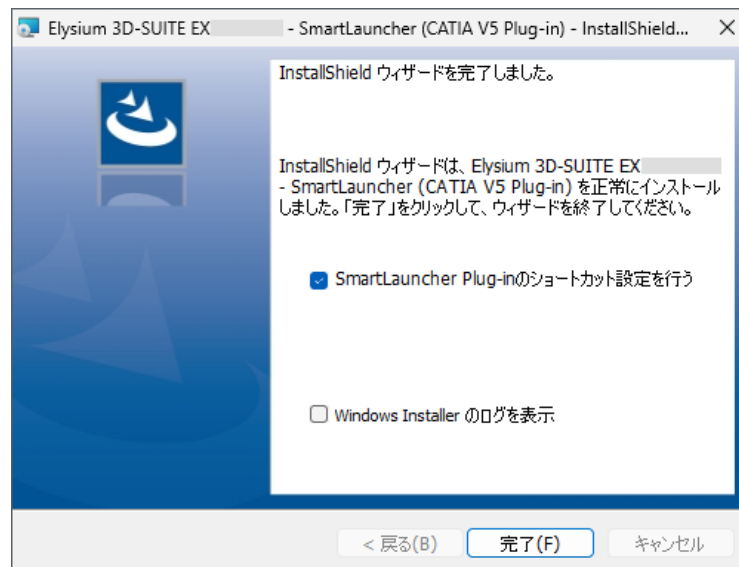 Elysium 3D-SUITE EX - SmartLauncher (CATIA V5 Plug-in) - InstallShield...
InstallShield ウィザードを完了しました。
InstallShield ウィザードは、Elysium 3D-SUITE EX
- SmartLauncher (CATIA V5 Plug-in) を正常にインストール
しました。「完了」をクリックして、ウィザードを終了してください。
SmartLauncher Plug-inのショートカット設定を行う
Windows Installer のログを表示
< 戻る(B)
完了(F)
キャンセル